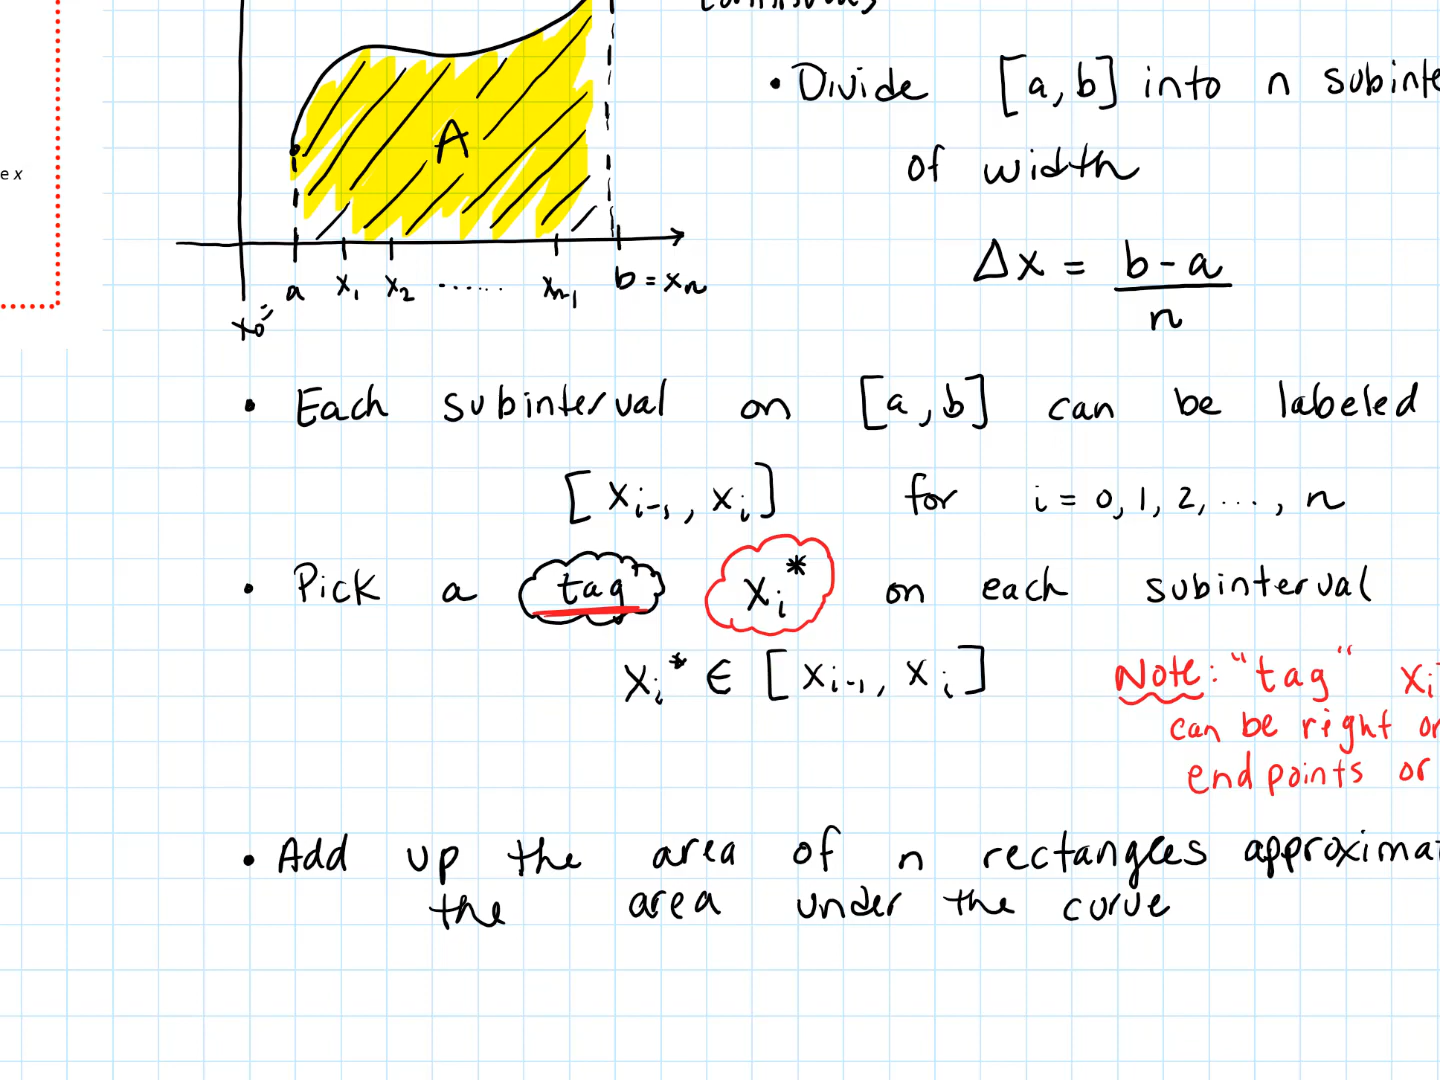 • Divide [a, b] into n subinte
e x
A
of width
Δx = b - a / n
a x₁ x₂ ...... xₙ₋₁ b = xₙ
x₀ =
• Each subinterval on [a, b] can be labeled
[xᵢ₋₁, xᵢ] for i = 0, 1, 2, ..., n
• Pick a tag xᵢ* on each subinterval
xᵢ* ∈ [xᵢ₋₁, xᵢ]
Note: "tag" xᵢ
can be right or
endpoints or
• Add up the area of n rectangles approxima
the area under the curve